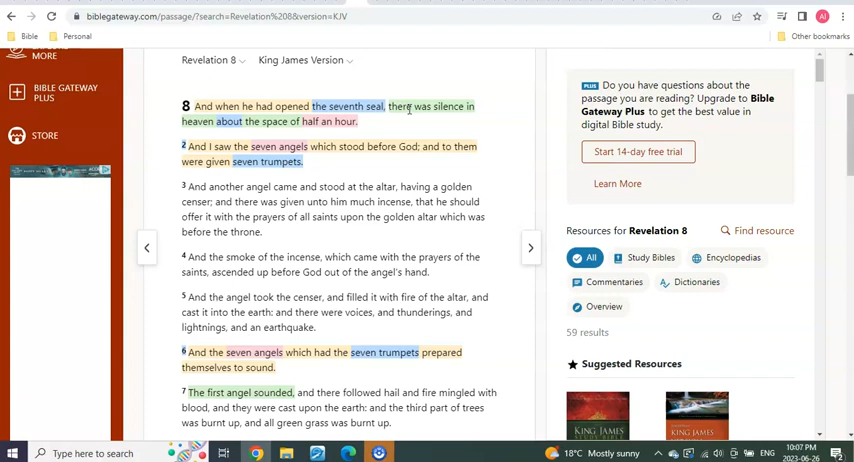 biblegateway.com/passage/?search=Revelation%208&version=KJV
AI
Bible
Personal
Other bookmarks
MORE
BIBLE GATEWAY
PLUS
STORE
Revelation 8
King James Version
8 And when he had opened the seventh seal, there was silence in
heaven about the space of half an hour.
2 And I saw the seven angels which stood before God; and to them
were given seven trumpets.
3 And another angel came and stood at the altar, having a golden
censer; and there was given unto him much incense, that he should
offer it with the prayers of all saints upon the golden altar which was
before the throne.
4 And the smoke of the incense, which came with the prayers of the
saints, ascended up before God out of the angel's hand.
5 And the angel took the censer, and filled it with fire of the altar, and
cast it into the earth: and there were voices, and thunderings, and
lightnings, and an earthquake.
6 And the seven angels which had the seven trumpets prepared
themselves to sound.
7 The first angel sounded, and there followed hail and fire mingled with
blood, and they were cast upon the earth: and the third part of trees
was burnt up, and all green grass was burnt up.
PLUS Do you have questions about the
passage you are reading? Upgrade to Bible
Gateway Plus to get the best value in
digital Bible study.
Start 14-day free trial
Learn More
Resources for Revelation 8
Find resource
All
Study Bibles
Encyclopedias
Commentaries
Dictionaries
Overview
59 results
Suggested Resources
KING JAMES
KING JAMES
Type here to search
18°C Mostly sunny
ENG
10:07 PM
2023-06-26
2